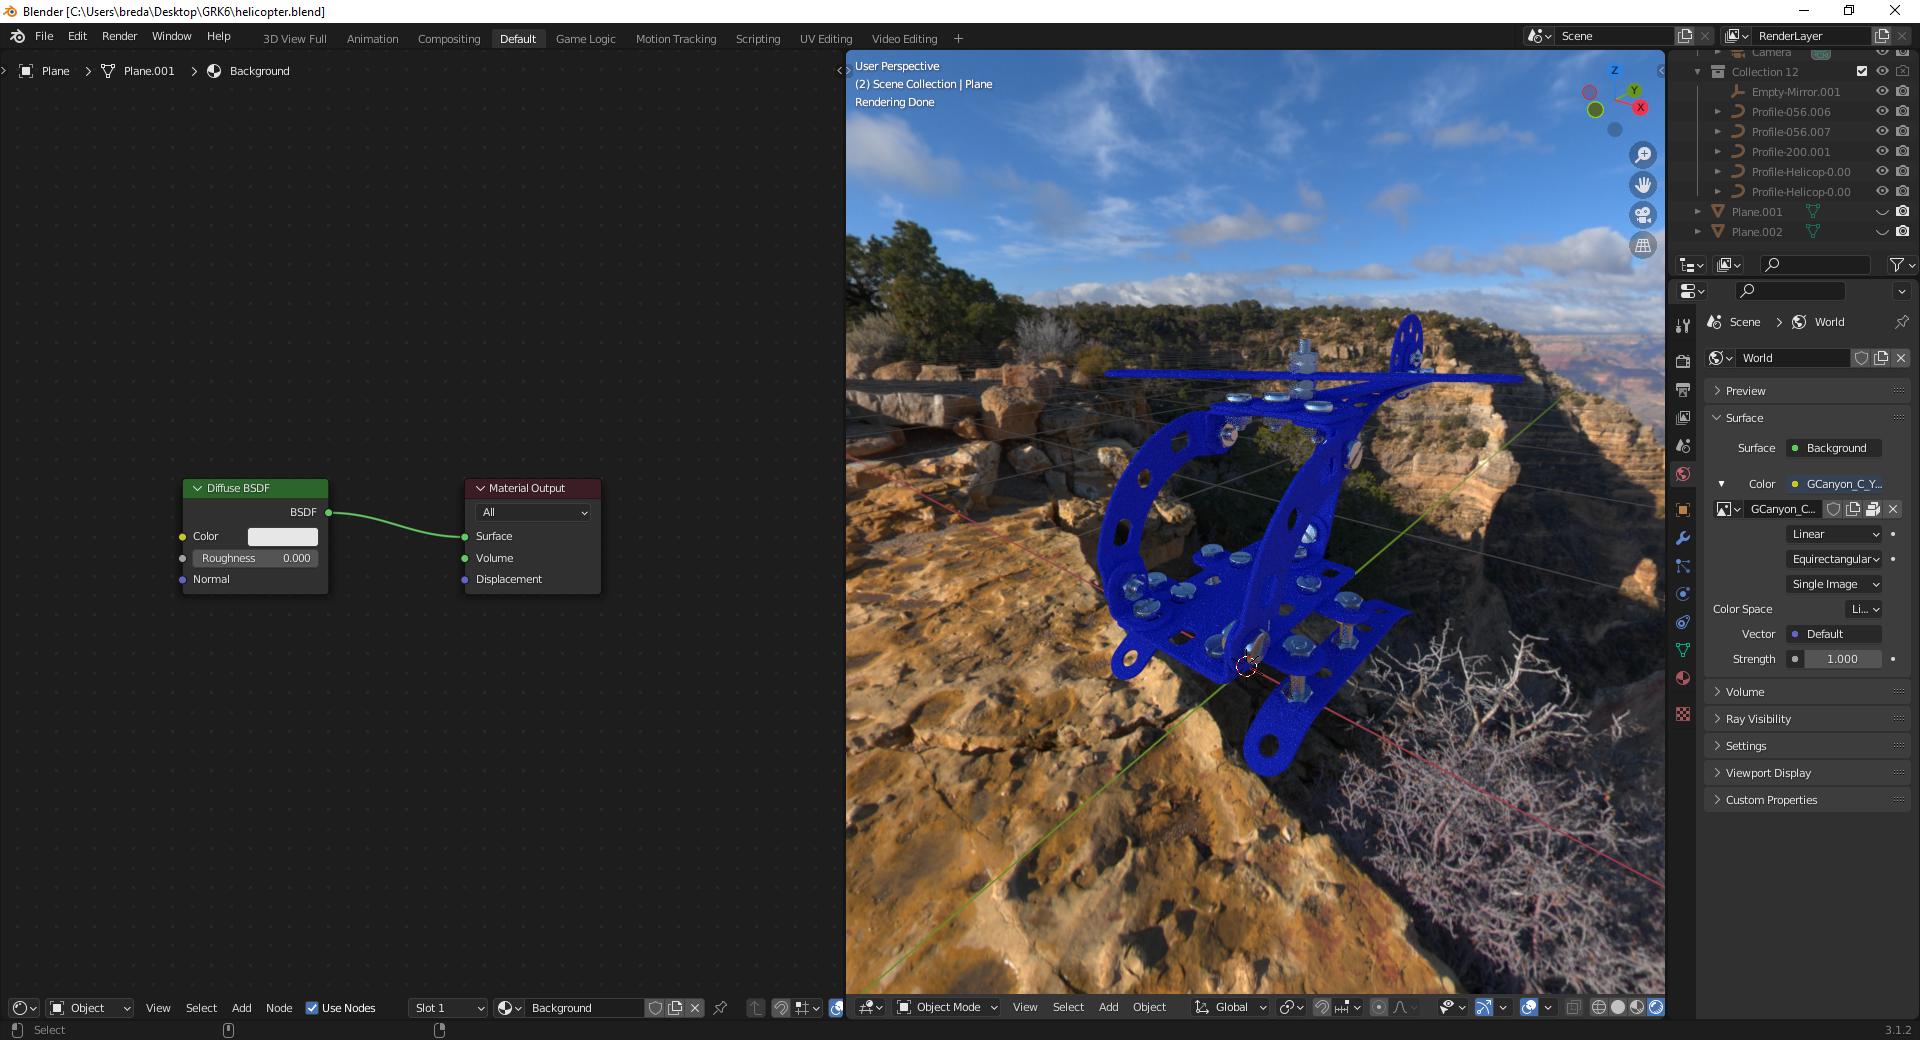 Blender [C:\Users\breda\Desktop\GRK6\helicopter.blend]
File Edit Render Window Help
3D View Full Animation Compositing Default Game Logic Motion Tracking Scripting UV Editing Video Editing
Scene RenderLayer
Plane Plane.001 Background
User Perspective
(2) Scene Collection | Plane
Rendering Done
Z
Y
X
Camera
Collection 12
Empty-Mirror.001
Profile-056.006
Profile-056.007
Profile-200.001
Profile-Helicop-0.00
Profile-Helicop-0.00
Plane.001
Plane.002
Scene World
World
Preview
Surface
Surface Background
Color GCanyon_C_Y...
GCanyon_C...
Linear
Equirectangular
Single Image
Color Space Li...
Vector Default
Strength 1.000
Volume
Ray Visibility
Settings
Viewport Display
Custom Properties
Diffuse BSDF
BSDF
Color
Roughness 0.000
Normal
Material Output
All
Surface
Volume
Displacement
Object View Select Add Node Use Nodes Slot 1 Background
Object Mode View Select Add Object Global
Select
3.1.2